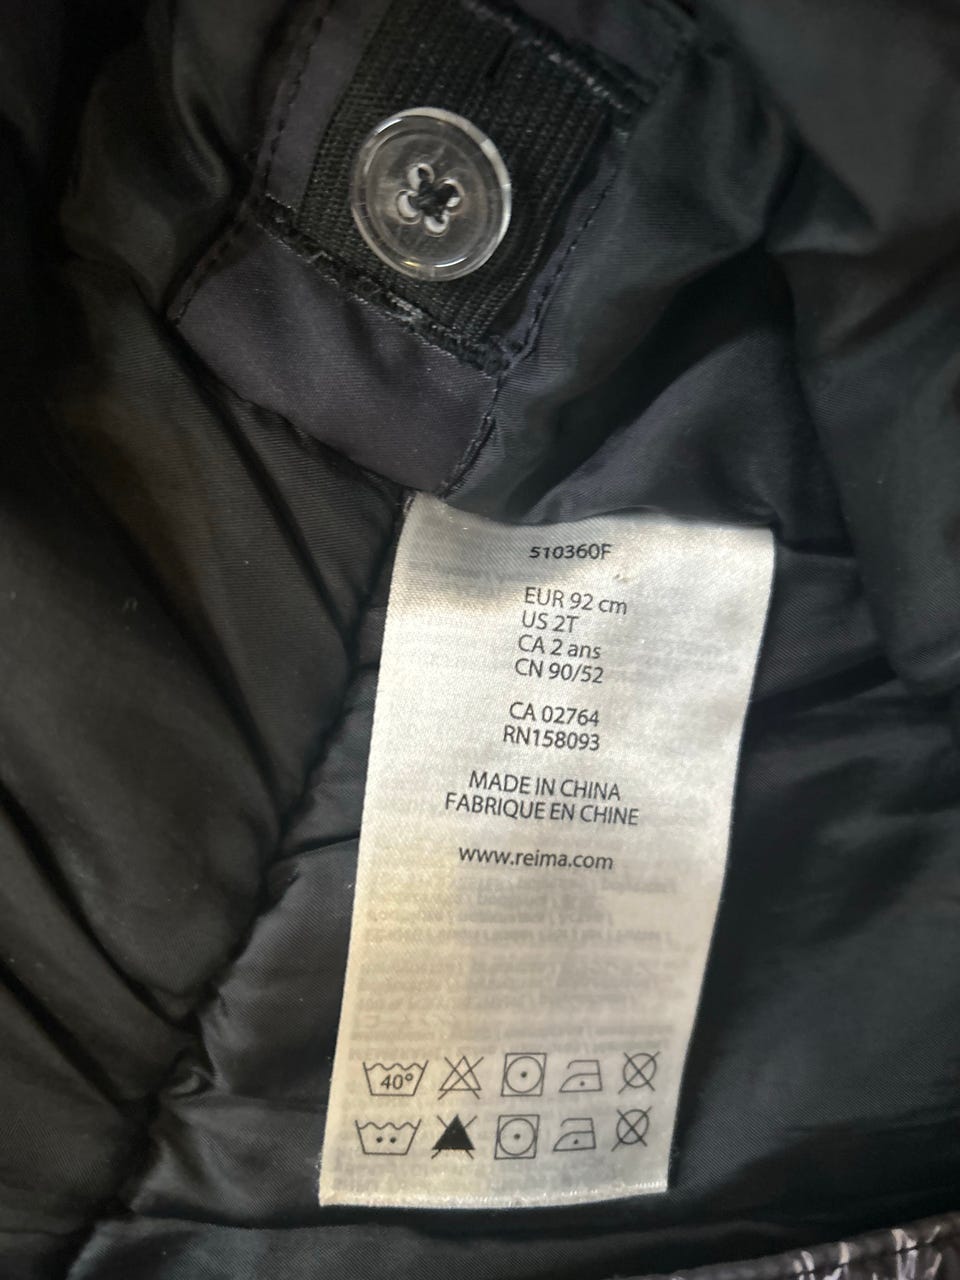 510360F
EUR 92 cm
US 2T
CA 2 ans
CN 90/52
CA 02764
RN158093
MADE IN CHINA
FABRIQUE EN CHINE
www.reima.com
40°